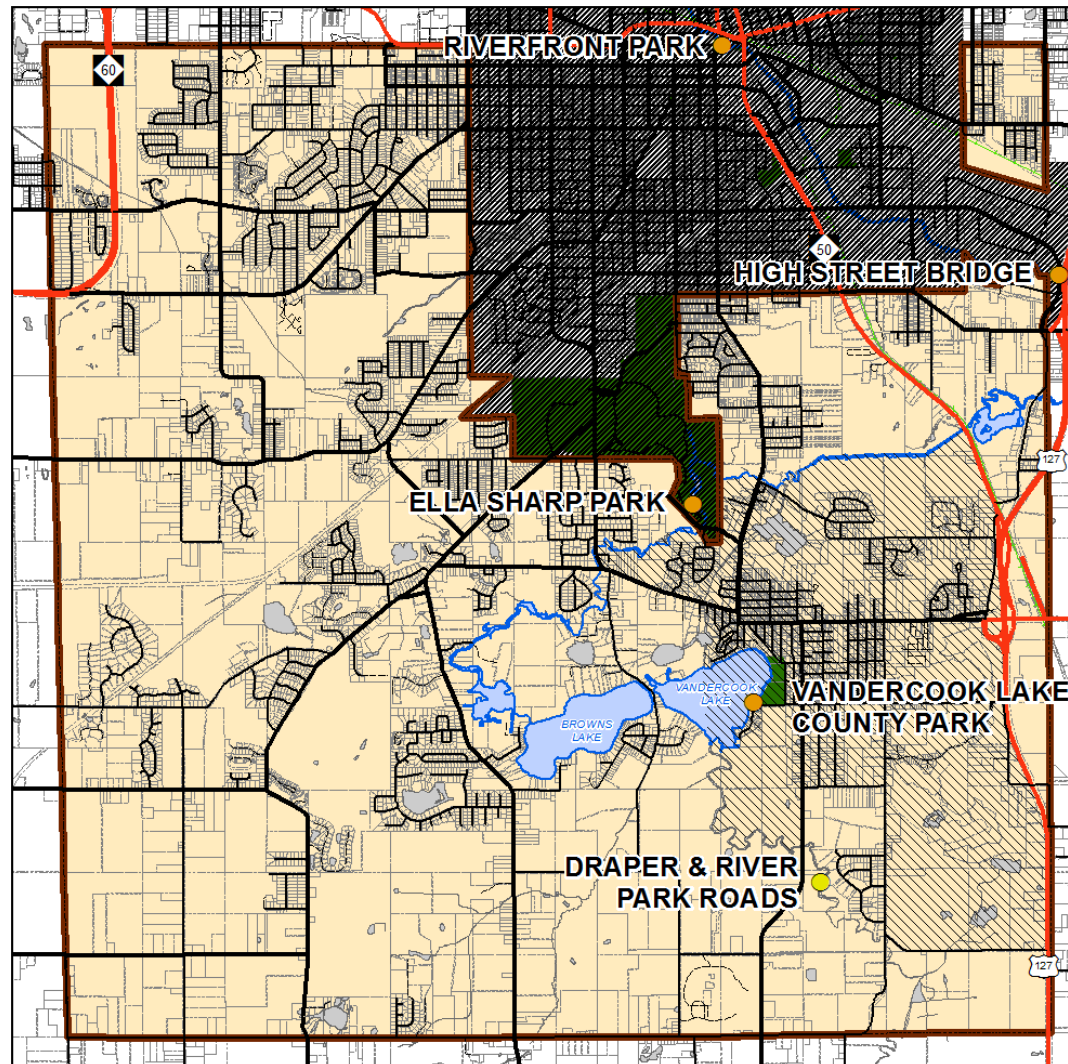 RIVERFRONT PARK
60
50
HIGH STREET BRIDGE
127
ELLA SHARP PARK
VANDERCOOK
LAKE
VANDERCOOK LAKE
COUNTY PARK
BROWNS
LAKE
DRAPER & RIVER
PARK ROADS
127